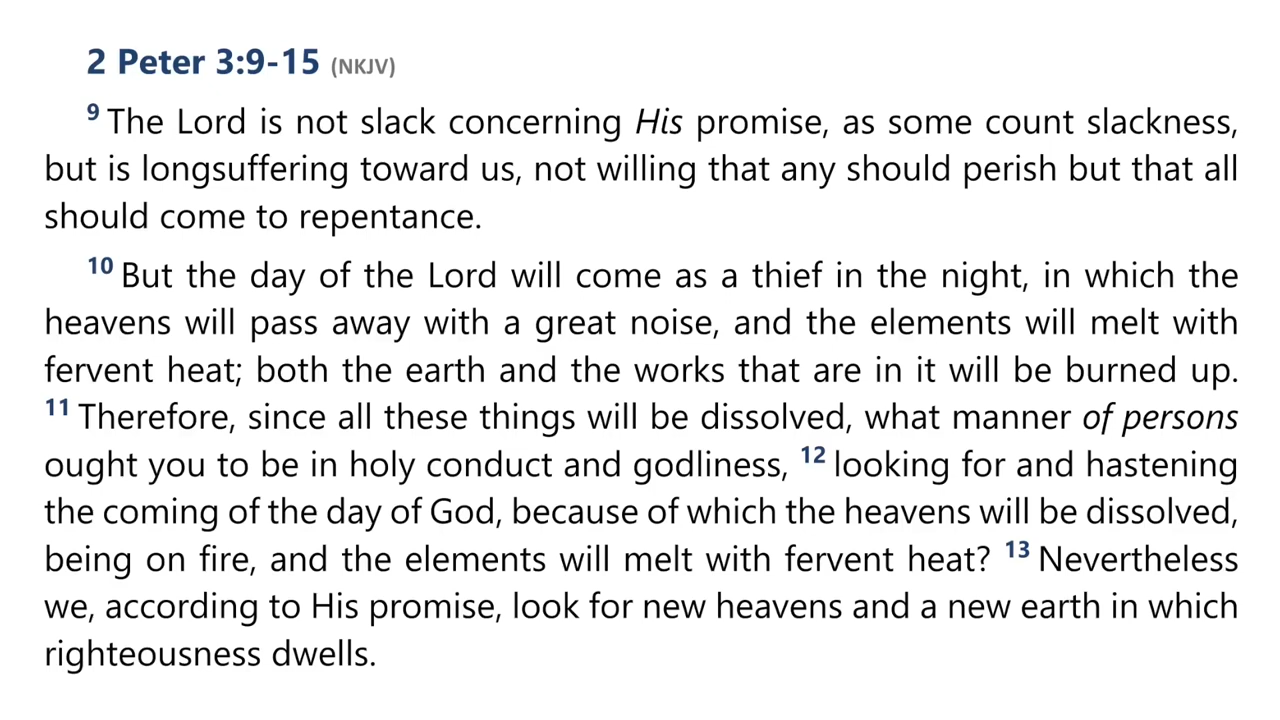 2 Peter 3:9-15 (NKJV)
9 The Lord is not slack concerning His promise, as some count slackness,
but is longsuffering toward us, not willing that any should perish but that all
should come to repentance.
10 But the day of the Lord will come as a thief in the night, in which the
heavens will pass away with a great noise, and the elements will melt with
fervent heat; both the earth and the works that are in it will be burned up.
11 Therefore, since all these things will be dissolved, what manner of persons
ought you to be in holy conduct and godliness, 12 looking for and hastening
the coming of the day of God, because of which the heavens will be dissolved,
being on fire, and the elements will melt with fervent heat? 13 Nevertheless
we, according to His promise, look for new heavens and a new earth in which
righteousness dwells.